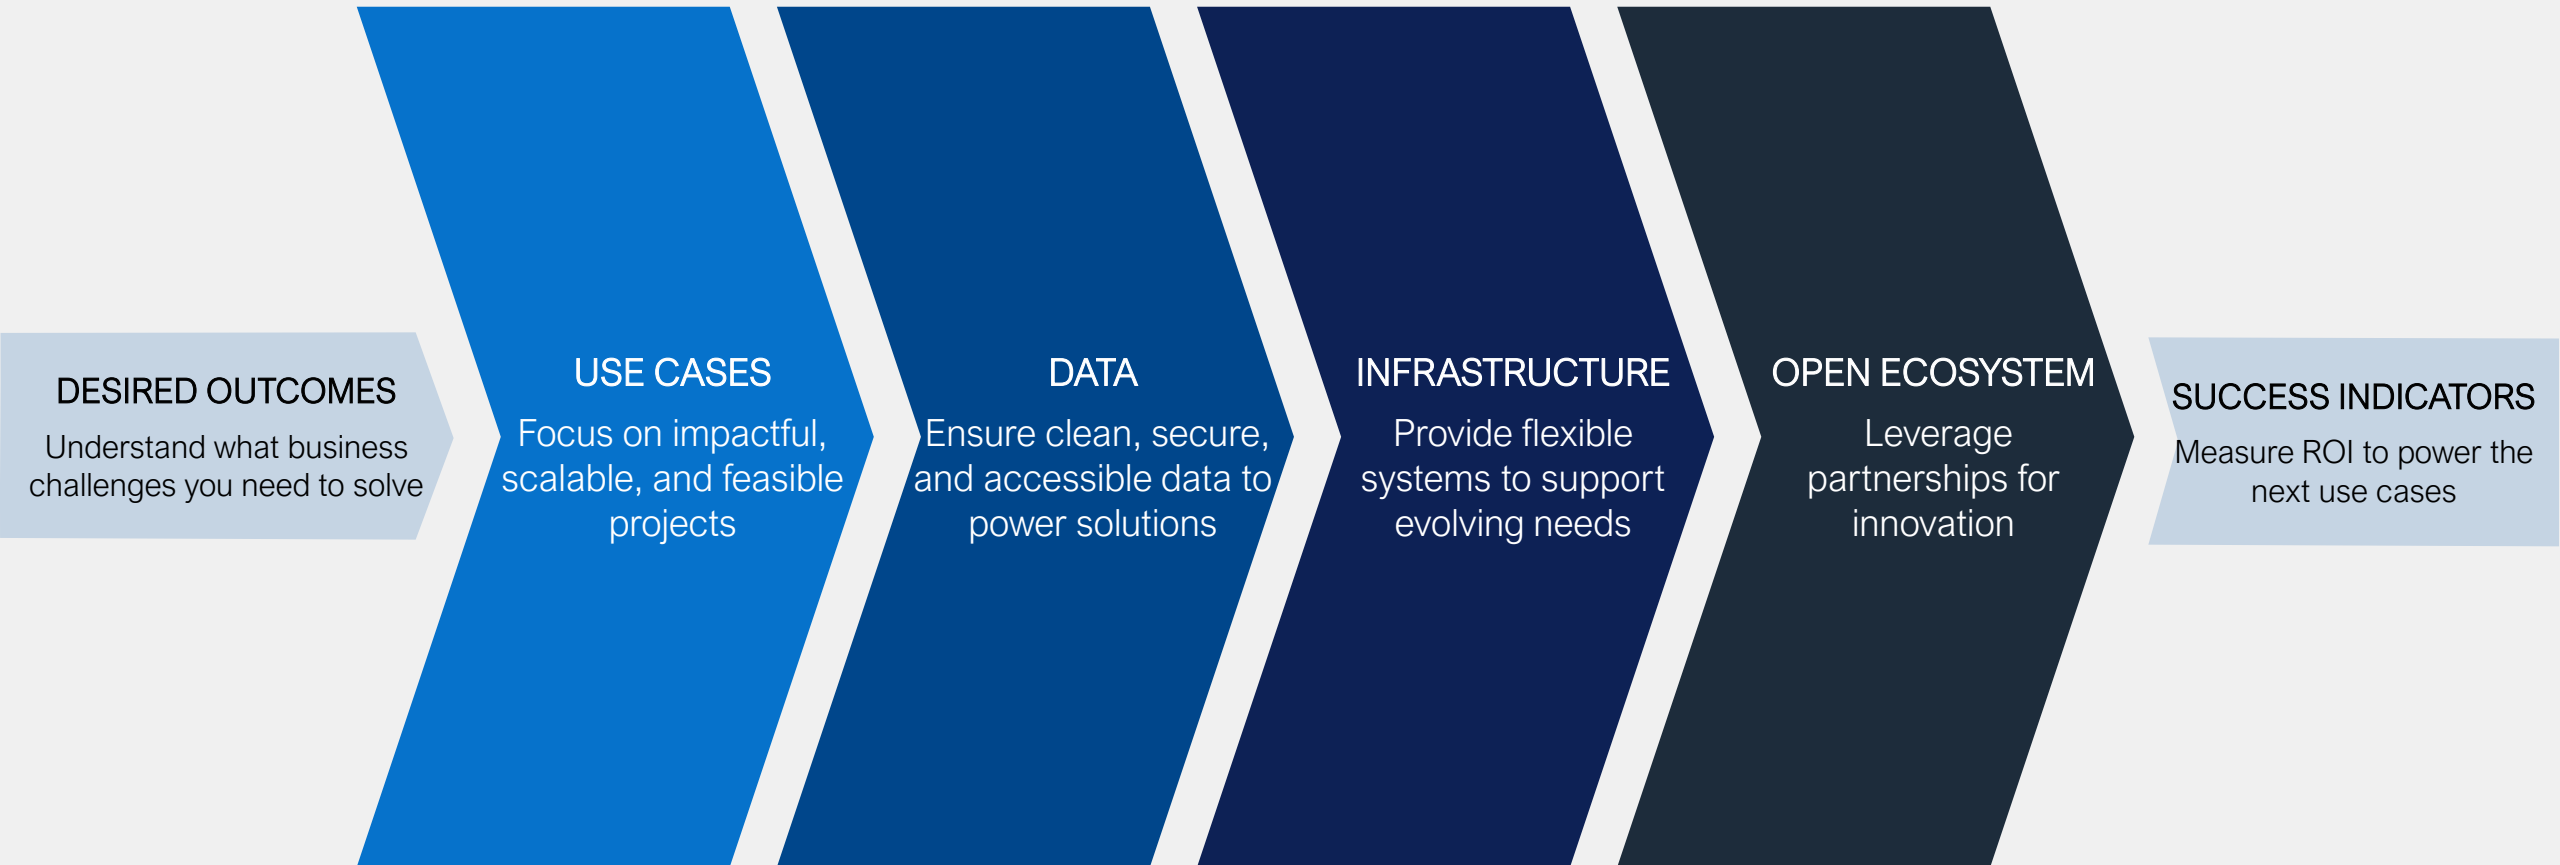 DESIRED OUTCOMES
Understand what business
challenges you need to solve
USE CASES
Focus on impactful,
scalable, and feasible
projects
DATA
Ensure clean, secure,
and accessible data to
power solutions
INFRASTRUCTURE
Provide flexible
systems to support
evolving needs
OPEN ECOSYSTEM
Leverage
partnerships for
innovation
SUCCESS INDICATORS
Measure ROI to power the
next use cases